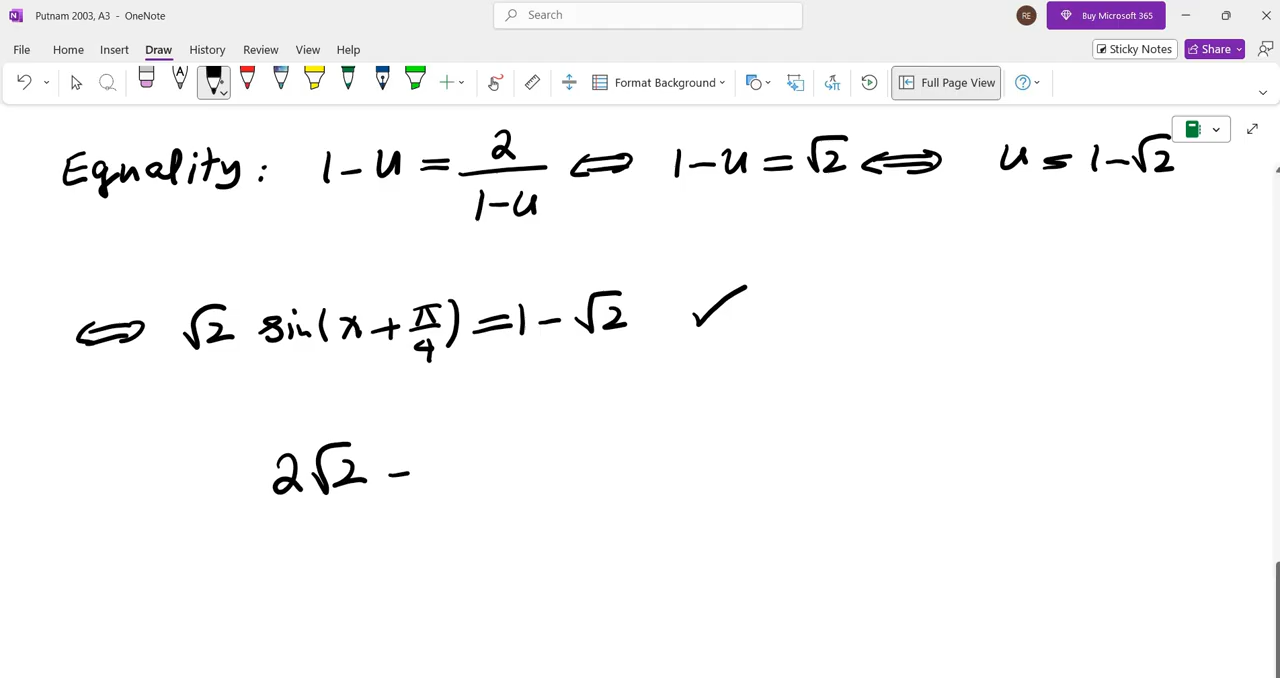 Putnam 2003, A3 - OneNote
Search
RE
Buy Microsoft 365
File Home Insert Draw History Review View Help
Sticky Notes
Share
Format Background
Full Page View
Equality: 1-u = 2/(1-u) ⟺ 1-u = √2 ⟺ u = 1-√2
⟺ √2 sin(x + π/4) = 1 - √2 ✓
2√2 -